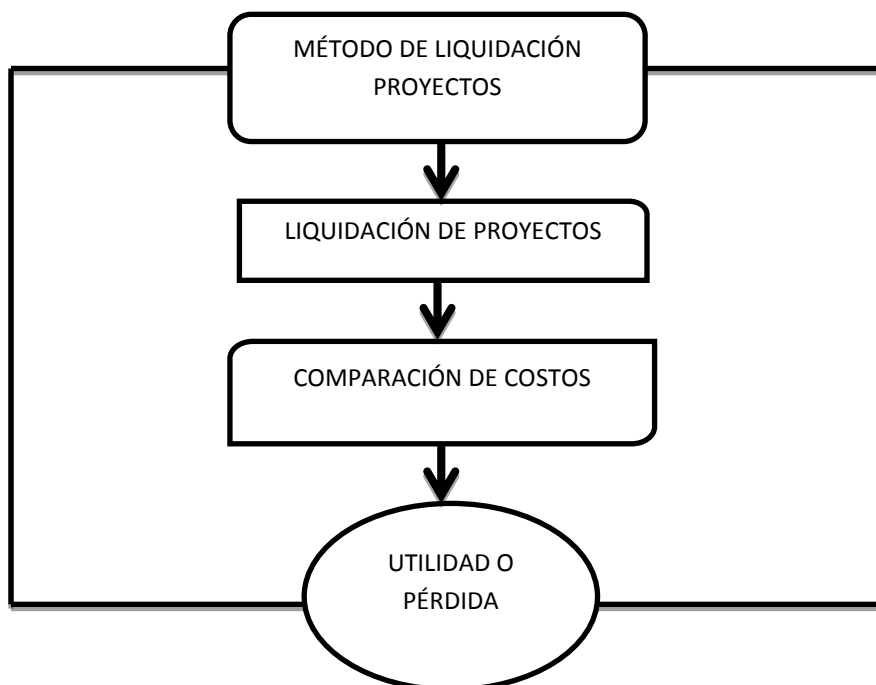 MÉTODO DE LIQUIDACIÓN
PROYECTOS
LIQUIDACIÓN DE PROYECTOS
COMPARACIÓN DE COSTOS
UTILIDAD O
PÉRDIDA